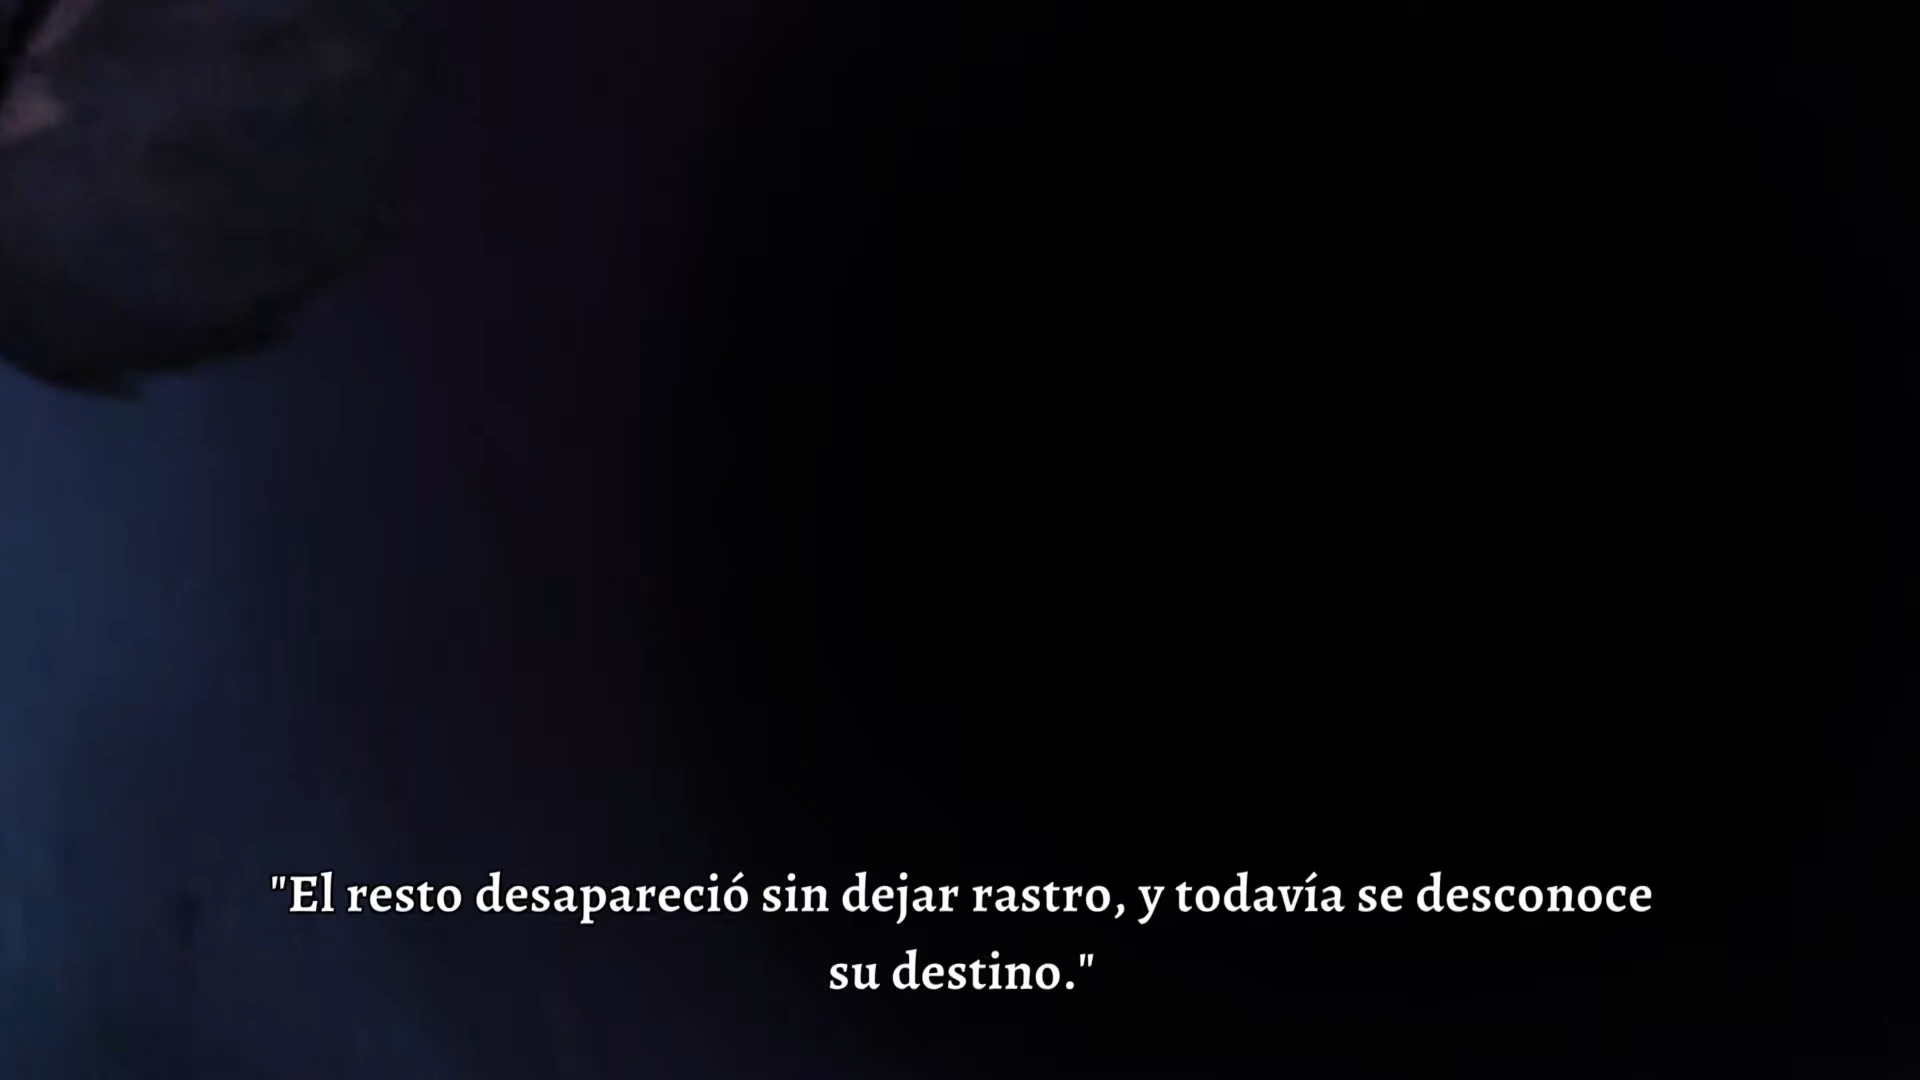 "El resto desapareció sin dejar rastro, y todavía se desconoce
su destino."